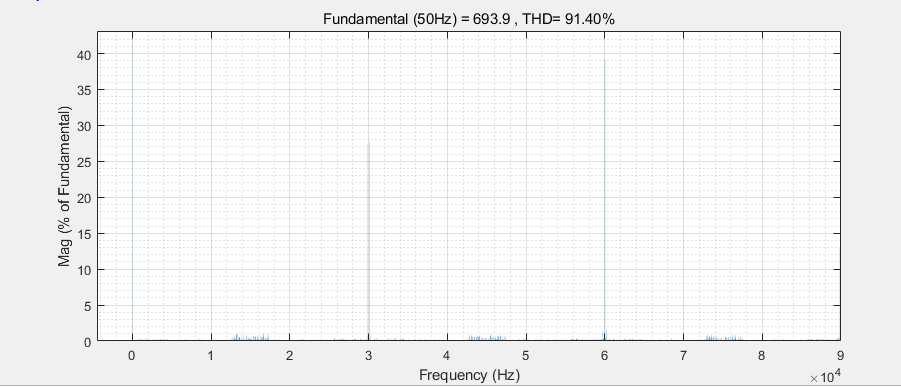 Fundamental (50Hz) = 693.9 , THD= 91.40%
40
35
30
25
20
15
10
5
0
Mag (% of Fundamental)
0 1 2 3 4 5 6 7 8 9
Frequency (Hz)
×10^4